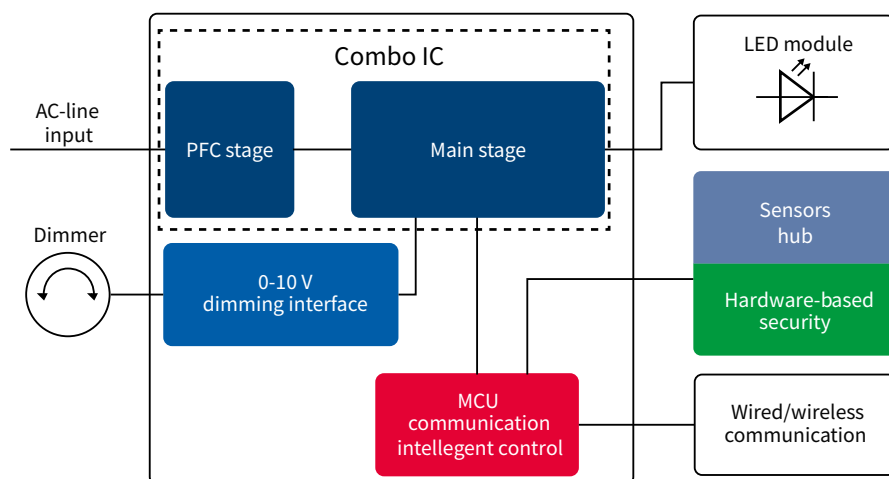 Combo IC
LED module
AC-line
input
PFC stage
Main stage
Sensors
hub
Dimmer
0-10 V
dimming interface
Hardware-based
security
MCU
communication
intellegent control
Wired/wireless
communication